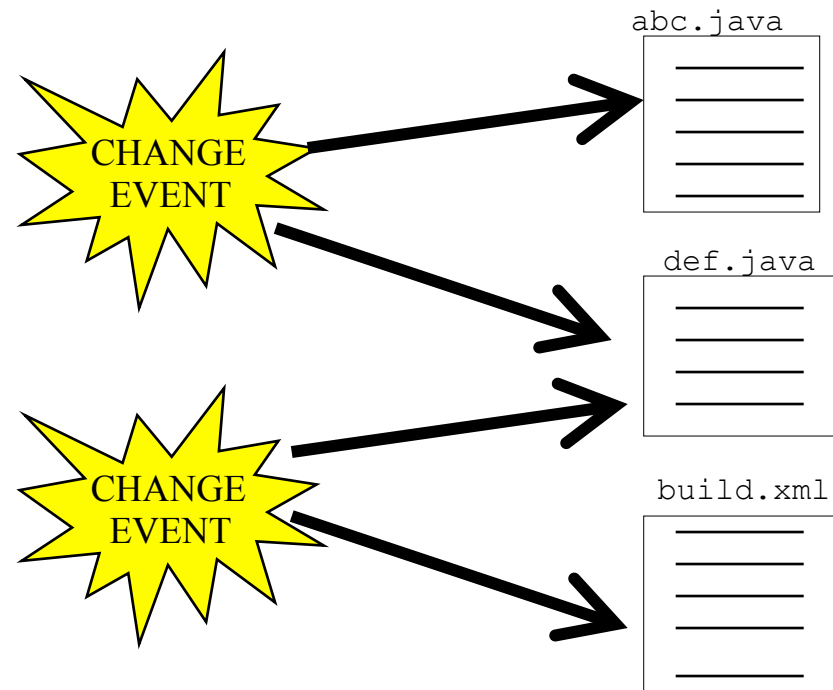 abc.java
CHANGE
EVENT
def.java
CHANGE
EVENT
build.xml